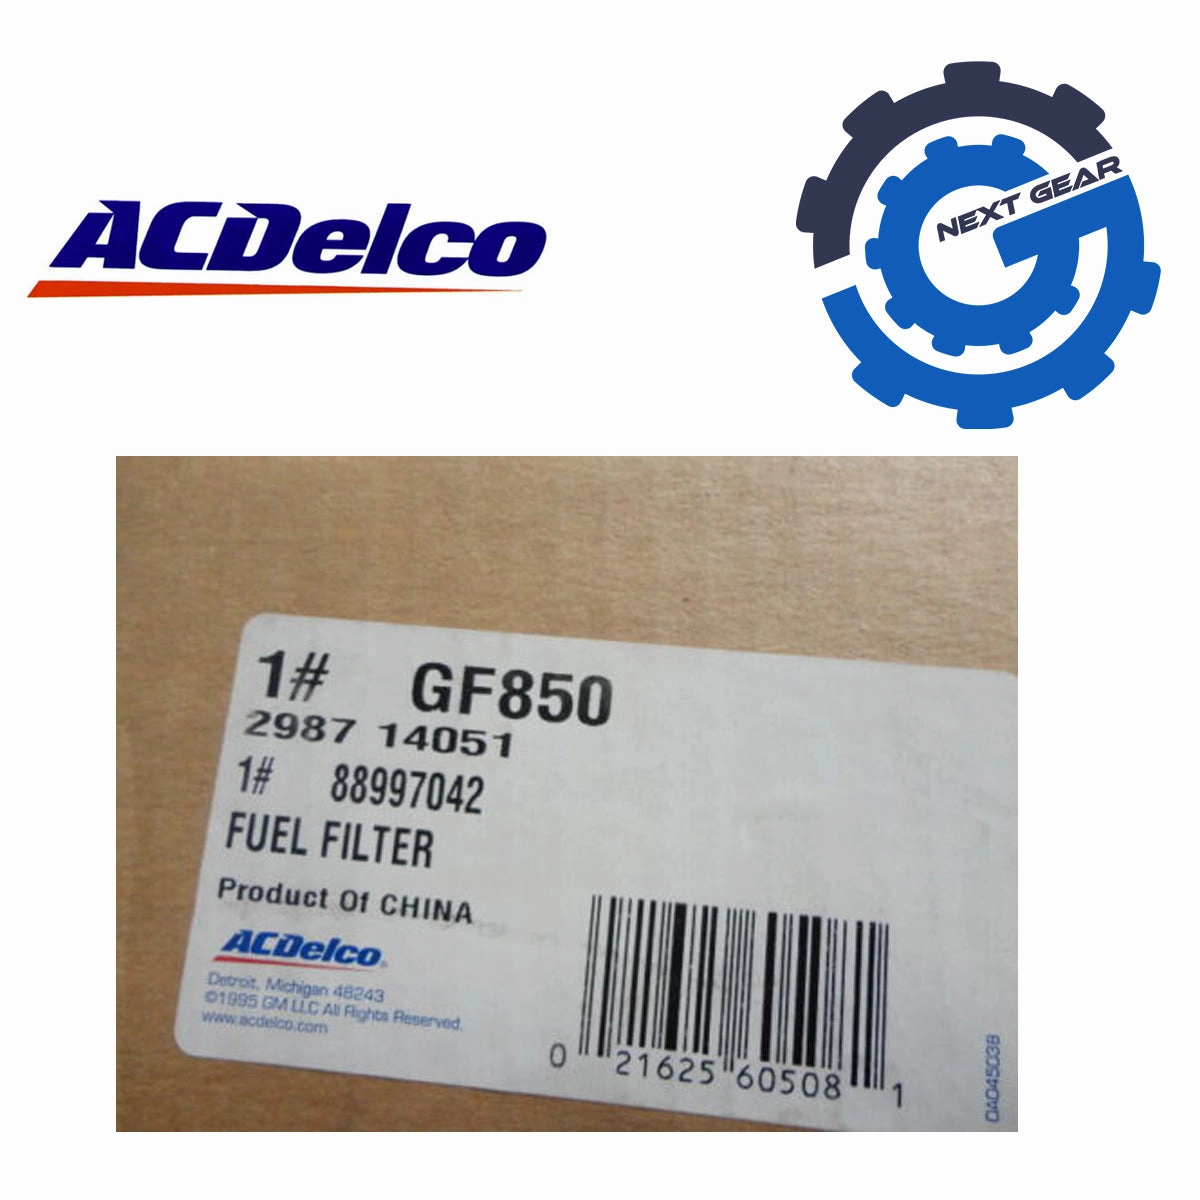 ACDelco
NEXT GEAR
1# GF850
2987 14051
1# 88997042
FUEL FILTER
Product Of CHINA
ACDelco®
Detroit, Michigan 48243
©1995 GM LLC All Rights Reserved.
www.acdelco.com
0 21625 60508 1
04045038